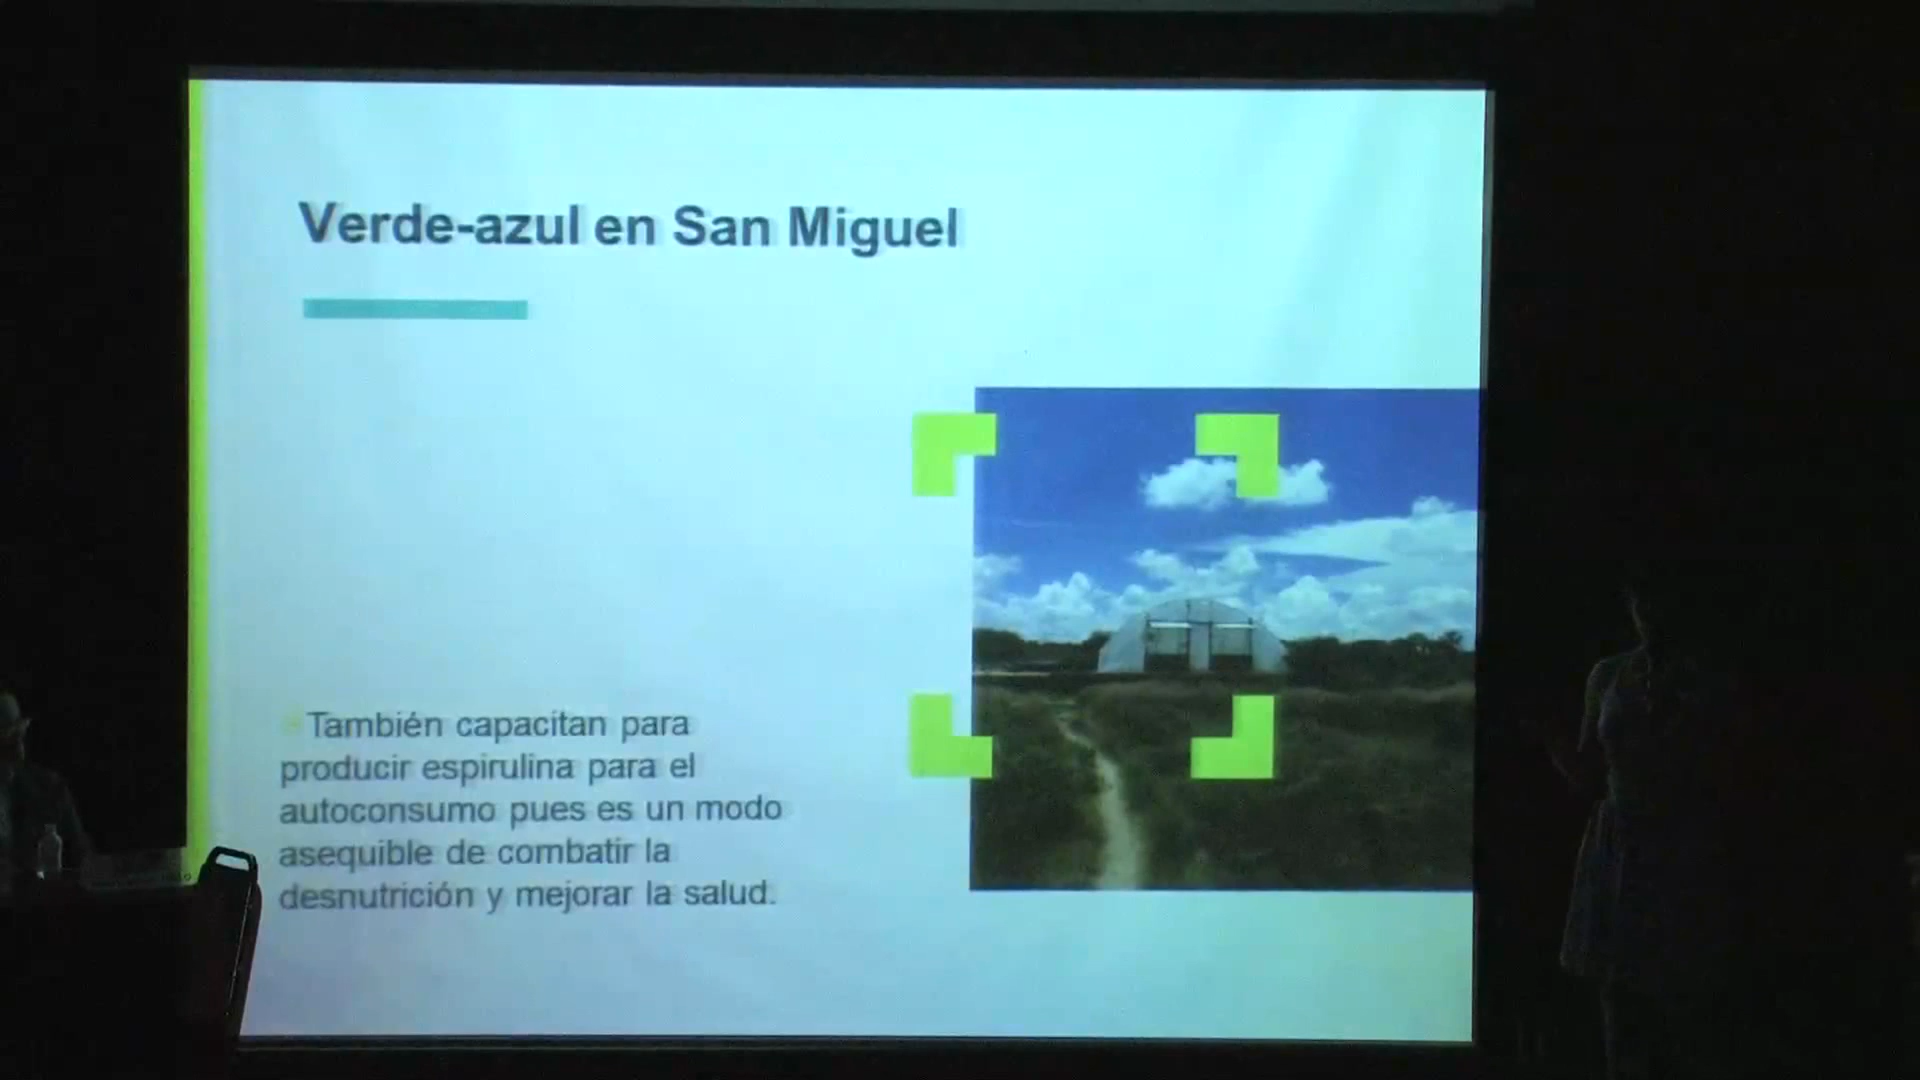 Verde-azul en San Miguel
También capacitan para
producir espirulina para el
autoconsumo pues es un modo
asequible de combatir la
desnutrición y mejorar la salud.